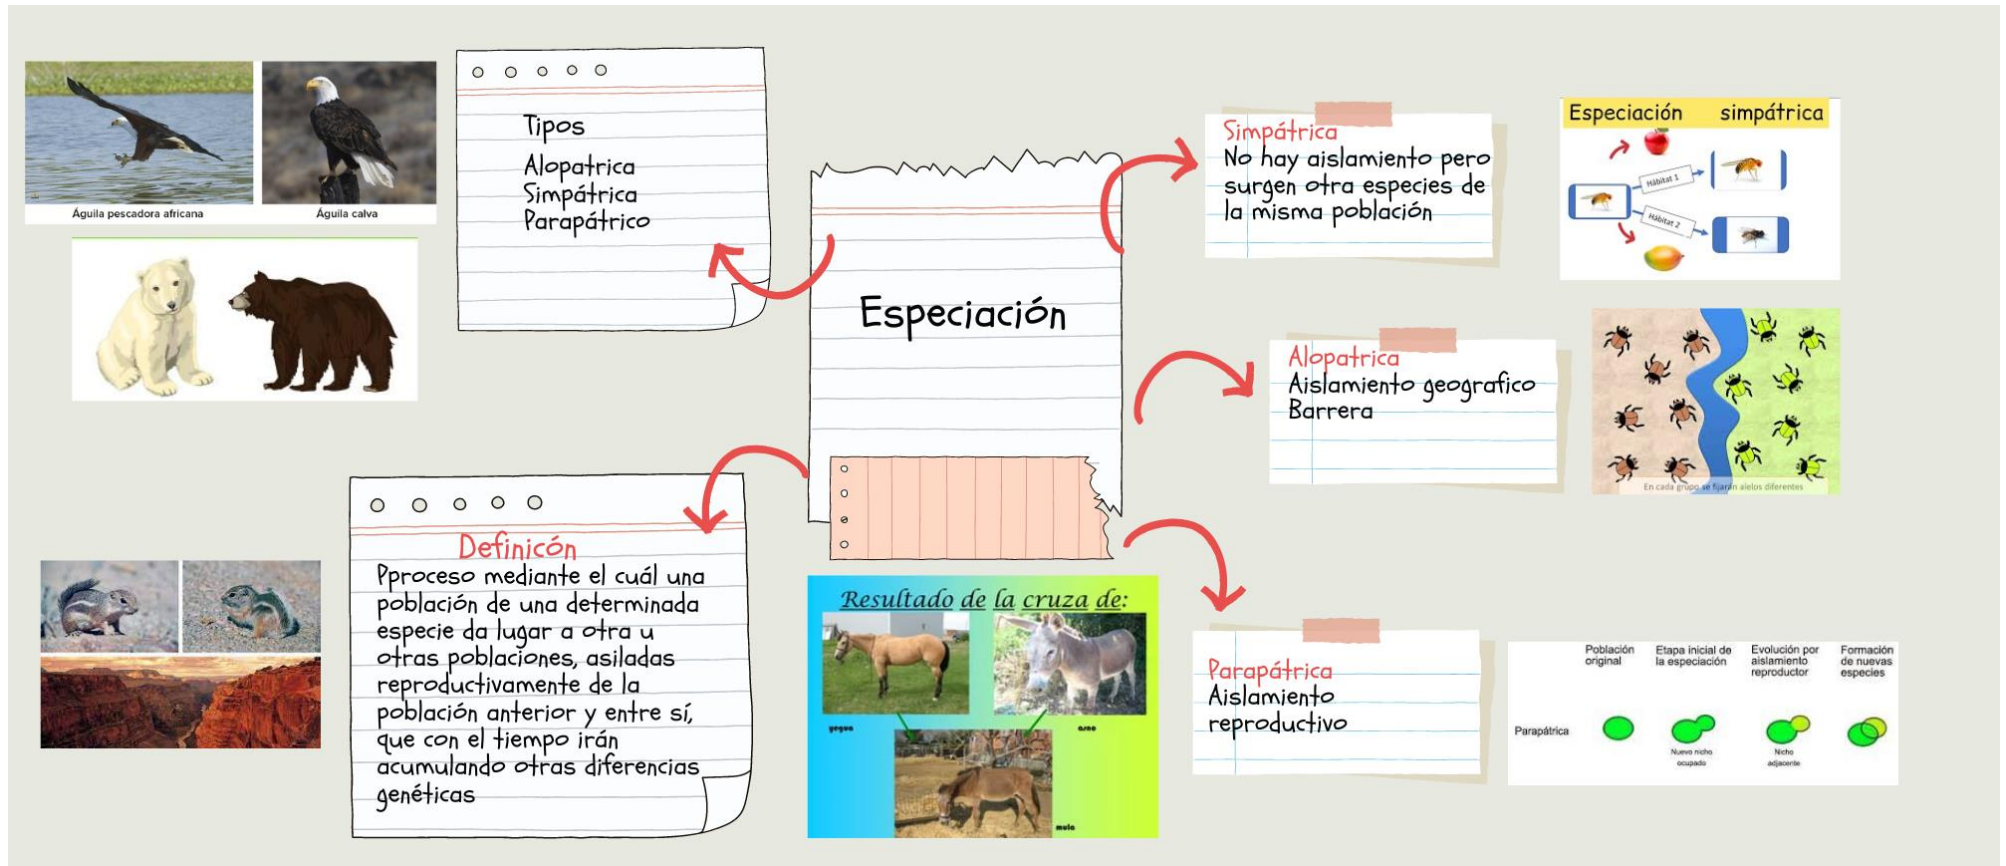 Águila pescadora africana
Águila calva
Tipos
Alopatrica
Simpátrica
Parapátrico
Especiación
Simpátrica
No hay aislamiento pero
surgen otra especies de
la misma población
Especiación simpátrica
Hábitat 1
Hábitat 2
Alopatrica
Aislamiento geografico
Barrera
En cada grupo se fijarán alelos diferentes
Definicón
Pproceso mediante el cuál una
población de una determinada
especie da lugar a otra u
otras poblaciones, asiladas
reproductivamente de la
población anterior y entre sí,
que con el tiempo irán
acumulando otras diferencias
genéticas
Resultado de la cruza de:
yegua
asno
mula
Parapátrica
Aislamiento
reproductivo
Población
original
Etapa inicial de
la especiación
Evolución por
aislamiento
reproductor
Formación
de nuevas
especies
Parapátrica
Nuevo nicho
ocupado
Nicho
adjacente